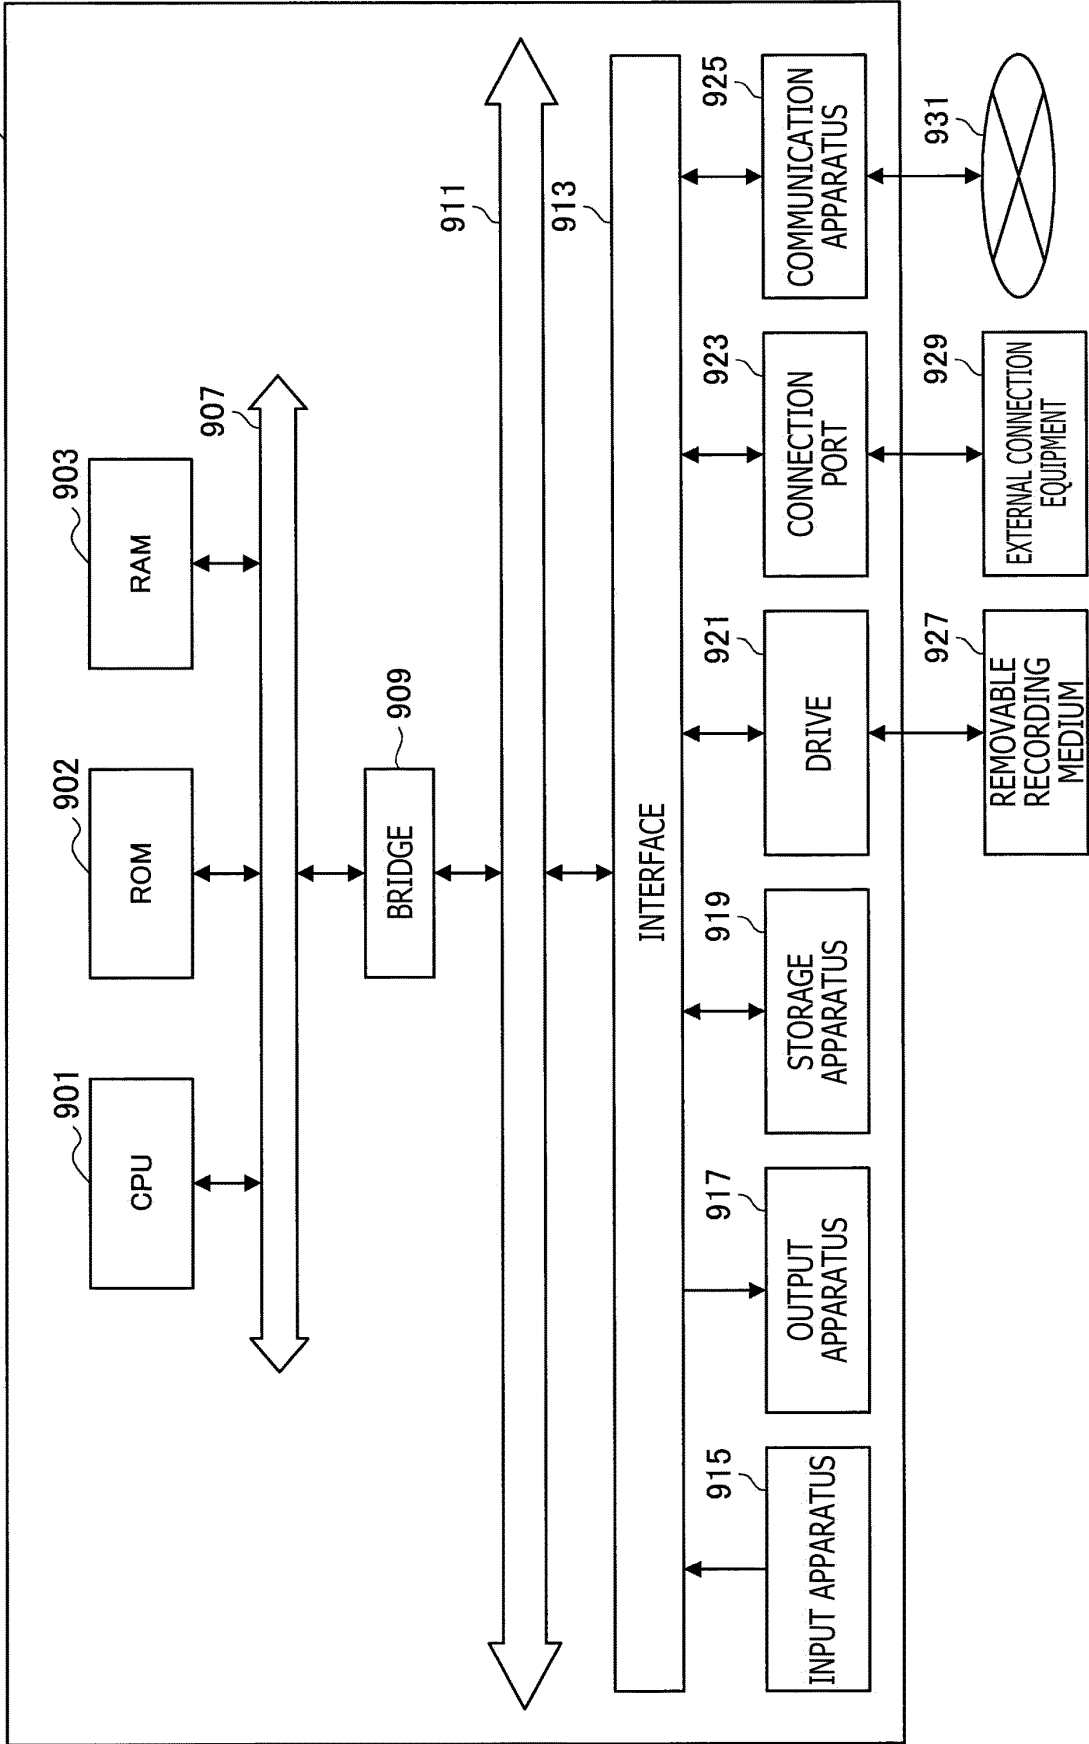 901
CPU
902
ROM
903
RAM
907
909
BRIDGE
911
913
INTERFACE
915
INPUT APPARATUS
917
OUTPUT
APPARATUS
919
STORAGE
APPARATUS
921
DRIVE
923
CONNECTION
PORT
925
COMMUNICATION
APPARATUS
927
REMOVABLE
RECORDING
MEDIUM
929
EXTERNAL CONNECTION
EQUIPMENT
931